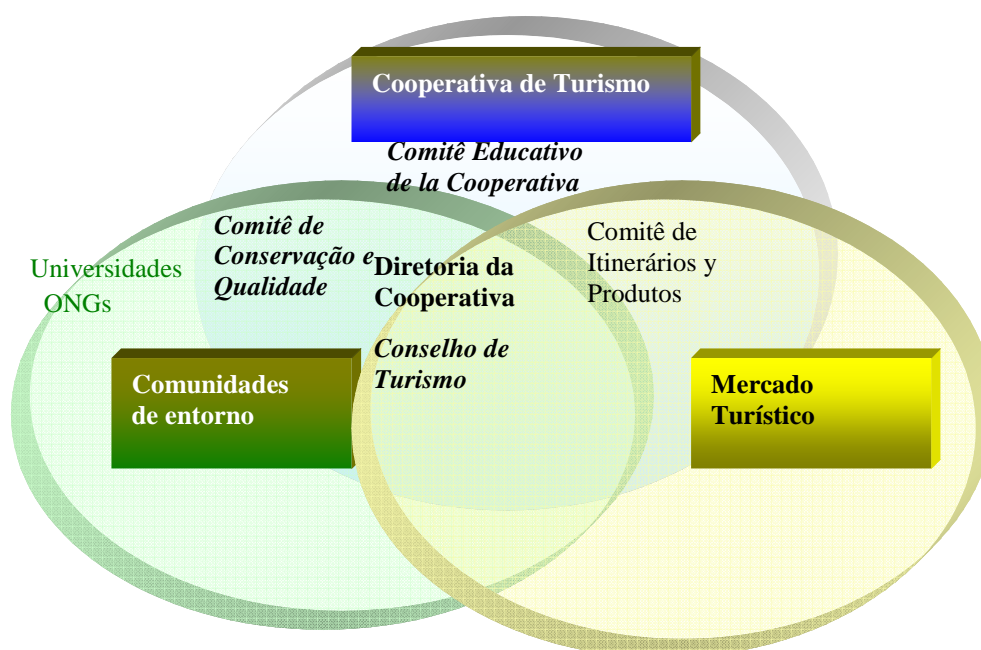 Cooperativa de Turismo
Comitê Educativo
de la Cooperativa
Comitê de
Conservação e
Qualidade
Comitê de
Itinerários y
Produtos
Universidades
ONGs
Diretoria da
Cooperativa
Conselho de
Turismo
Comunidades
de entorno
Mercado
Turístico